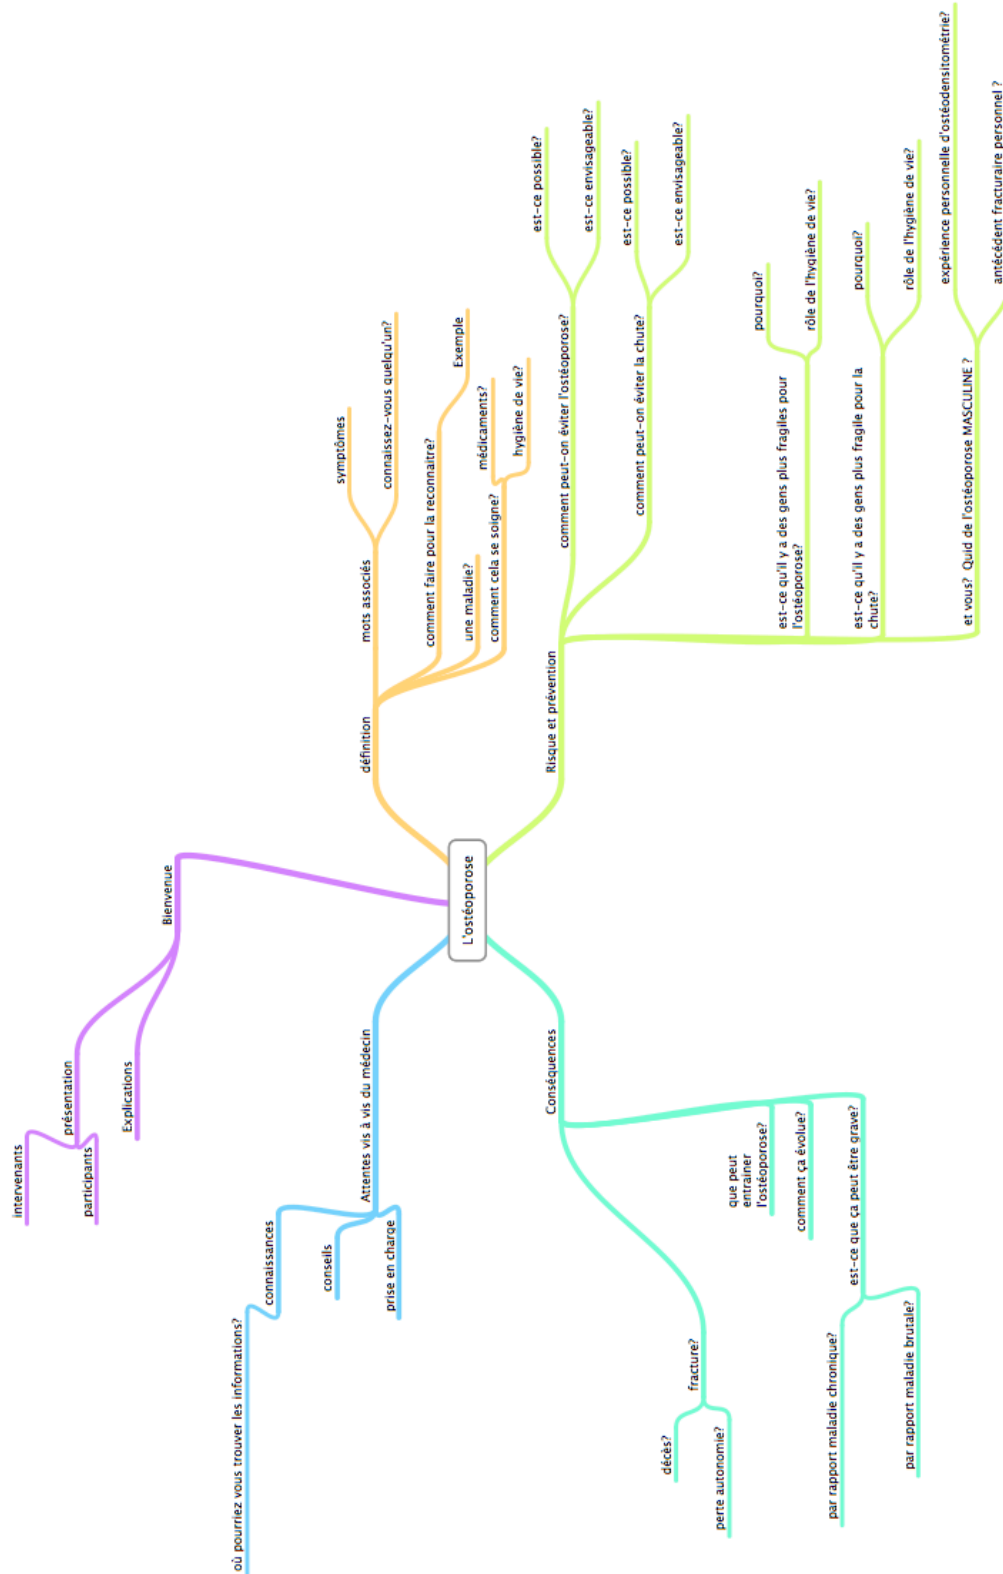 L'ostéoporose
Bienvenue
présentation
intervenants
participants
Explications
définition
mots associés
symptômes
connaissez-vous quelqu'un?
comment faire pour la reconnaitre?
Exemple
une maladie?
comment cela se soigne?
médicaments?
hygiène de vie?
Risque et prévention
comment peut-on éviter l'ostéoporose?
est-ce possible?
est-ce envisageable?
comment peut-on éviter la chute?
est-ce possible?
est-ce envisageable?
est-ce qu'il y a des gens plus fragiles pour
l'ostéoporose?
pourquoi?
rôle de l'hygiène de vie?
est-ce qu'il y a des gens plus fragile pour la
chute?
pourquoi?
rôle de l'hygiène de vie?
et vous? Quid de l'ostéoporose MASCULINE ?
expérience personnelle d'ostéodensitométrie?
antécédent fracturaire personnel ?
Conséquences
que peut
entrainer
l'ostéoporose?
comment ça évolue?
est-ce que ça peut être grave?
par rapport maladie chronique?
par rapport maladie brutale?
fracture?
décès?
perte autonomie?
Attentes vis à vis du médecin
connaissances
où pourriez vous trouver les informations?
conseils
prise en charge